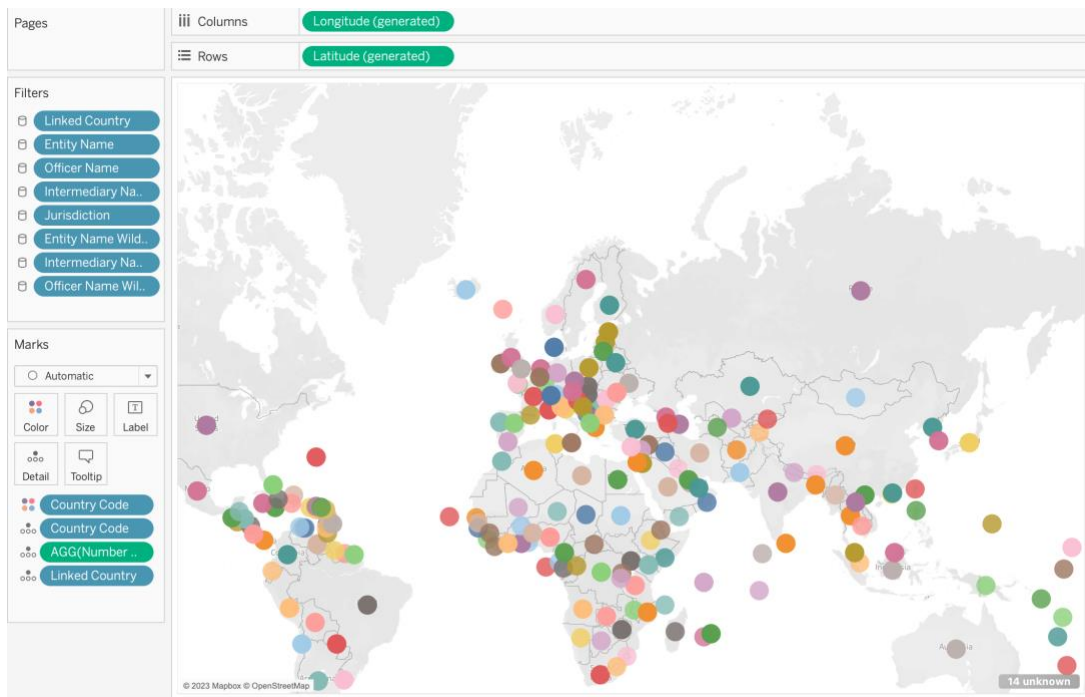 Pages
Columns
Longitude (generated)
Rows
Latitude (generated)
Filters
Linked Country
Entity Name
Officer Name
Intermediary Na..
Jurisdiction
Entity Name Wild..
Intermediary Na..
Officer Name Wil..
Marks
Automatic
Color
Size
Label
Detail
Tooltip
Country Code
Country Code
AGG(Number ..
Linked Country
© 2023 Mapbox © OpenStreetMap
14 unknown